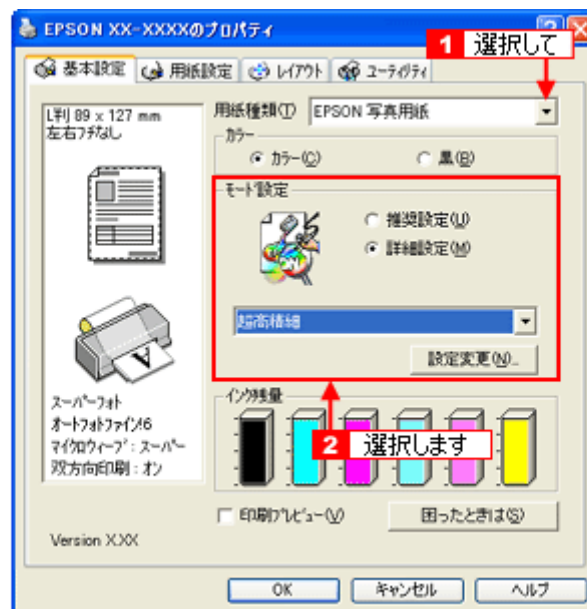 EPSON XX-XXXXのプロパティ
1 選択して
基本設定 用紙設定 レイアウト ユーティリティ
L判 89 x 127 mm
左右フチなし
用紙種類(T) EPSON 写真用紙
カラー
カラー(C) 黒(B)
モード設定
推奨設定(U)
詳細設定(M)
超高精細
設定変更(N)...
A
スーパーフォト
オートフォトファイン!6
マイクロウィーブ : スーパー
双方向印刷 : オン
インク残量
2 選択します
印刷プレビュー(V) 困ったときは(S)
Version X.XX
OK キャンセル ヘルプ